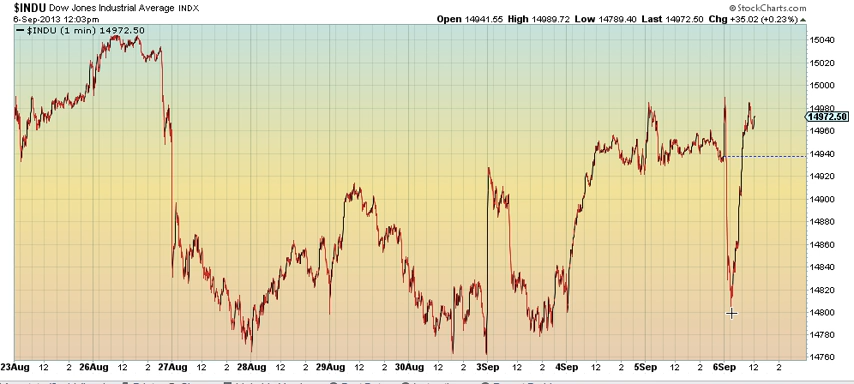 $INDU Dow Jones Industrial Average INDX
© StockCharts.com
6-Sep-2013 12:03pm
Open 14941.55 High 14989.72 Low 14789.40 Last 14972.50 Chg +35.02 (+0.23%) ▲
— $INDU (1 min) 14972.50
15040
15020
15000
14980
14972.50
14960
14940
14920
14900
14880
14860
14840
14820
14800
14780
14760
23Aug 12 2 26Aug 12 2 27Aug 12 2 28Aug 12 2 29Aug 12 2 30Aug 12 2 3Sep 12 2 4Sep 12 2 5Sep 12 2 6Sep 12 2